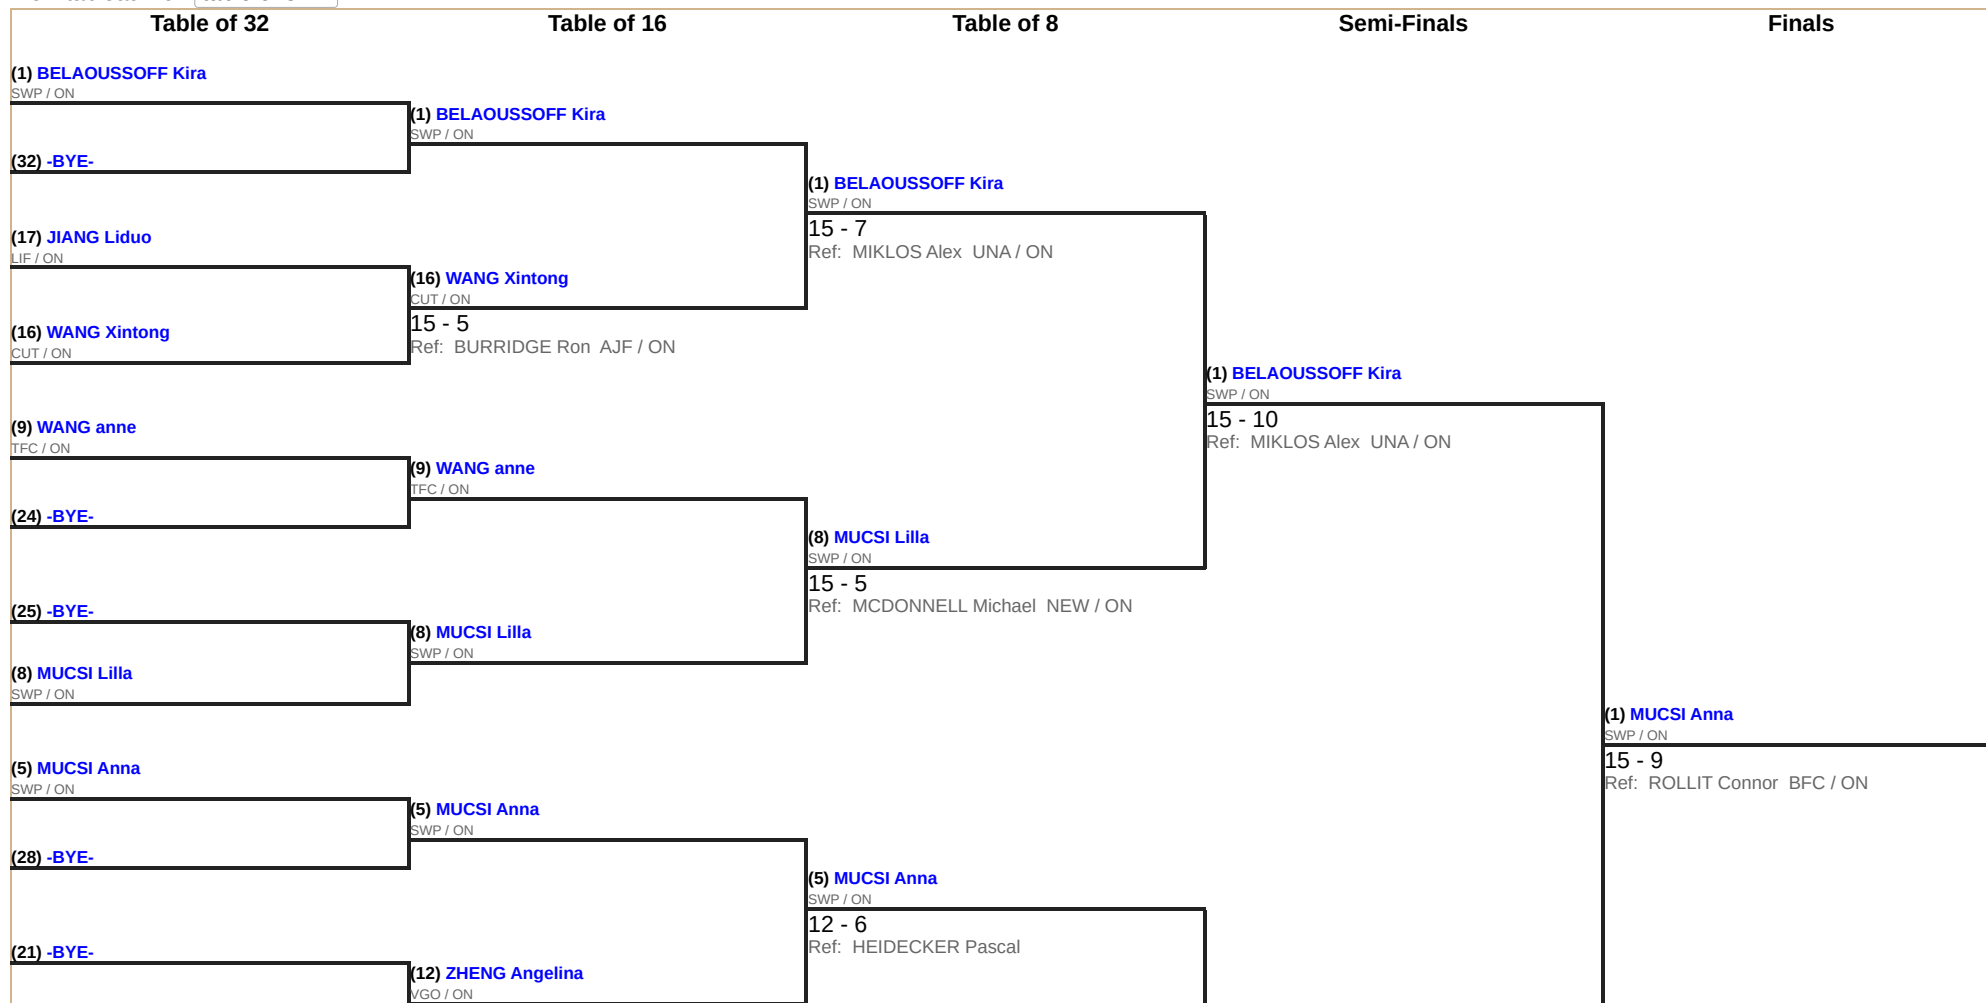 Table of 32
Table of 16
Table of 8
Semi-Finals
Finals
(1) BELAOUSSOFF Kira
SWP / ON
(32) -BYE-
(17) JIANG Liduo
LIF / ON
(16) WANG Xintong
CUT / ON
(9) WANG anne
TFC / ON
(24) -BYE-
(25) -BYE-
(8) MUCSI Lilla
SWP / ON
(5) MUCSI Anna
SWP / ON
(28) -BYE-
(21) -BYE-
(1) BELAOUSSOFF Kira
SWP / ON
(16) WANG Xintong
CUT / ON
15 - 5
Ref: BURRIDGE Ron AJF / ON
(9) WANG anne
TFC / ON
(8) MUCSI Lilla
SWP / ON
(5) MUCSI Anna
SWP / ON
(12) ZHENG Angelina
VGO / ON
(1) BELAOUSSOFF Kira
SWP / ON
15 - 7
Ref: MIKLOS Alex UNA / ON
(8) MUCSI Lilla
SWP / ON
15 - 5
Ref: MCDONNELL Michael NEW / ON
(5) MUCSI Anna
SWP / ON
12 - 6
Ref: HEIDECKER Pascal
(1) BELAOUSSOFF Kira
SWP / ON
15 - 10
Ref: MIKLOS Alex UNA / ON
(1) MUCSI Anna
SWP / ON
15 - 9
Ref: ROLLIT Connor BFC / ON